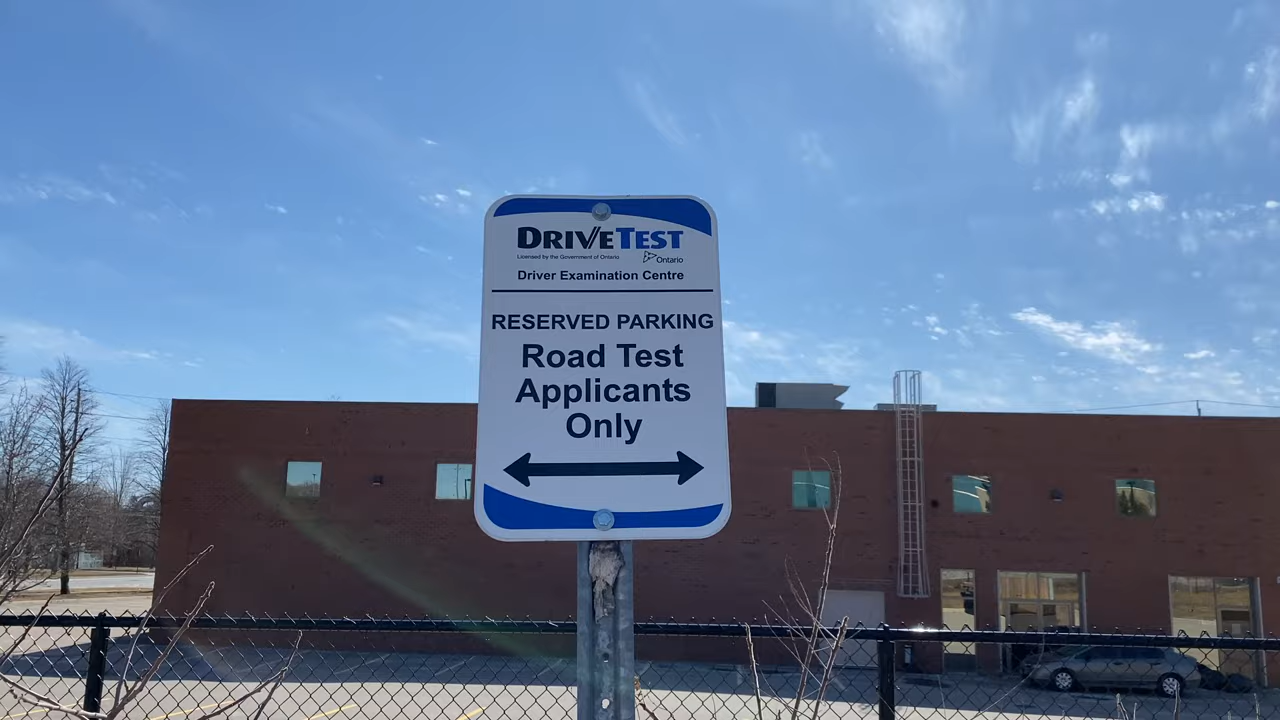 DRIVETEST
Licensed by the Government of Ontario
Ontario
Driver Examination Centre
RESERVED PARKING
Road Test
Applicants
Only